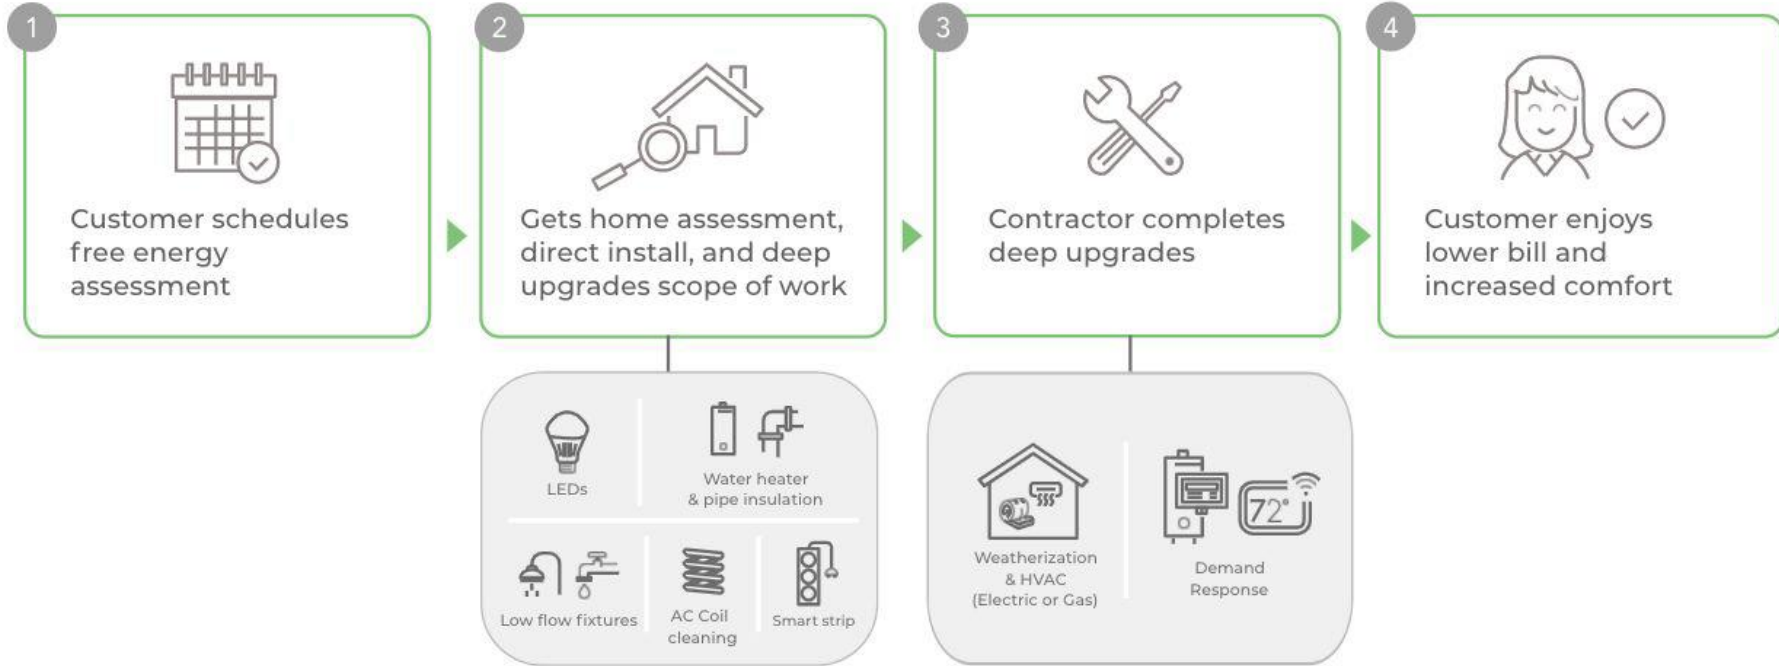 1
Customer schedules
free energy
assessment
2
Gets home assessment,
direct install, and deep
upgrades scope of work
3
Contractor completes
deep upgrades
4
Customer enjoys
lower bill and
increased comfort
LEDs
Water heater
& pipe insulation
Low flow fixtures
AC Coil
cleaning
Smart strip
Weatherization
& HVAC
(Electric or Gas)
72°
Demand
Response